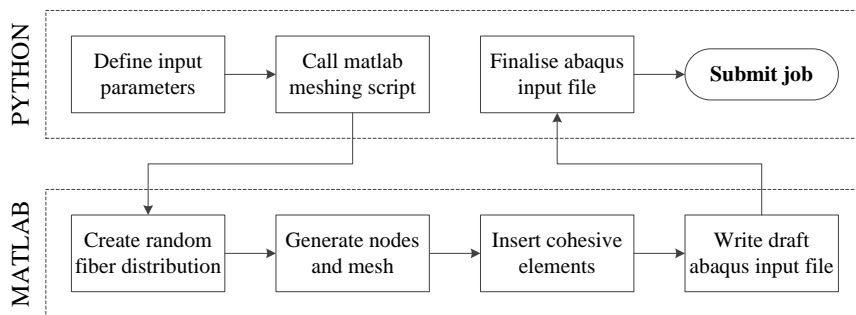 PYTHON
Define input
parameters
Call matlab
meshing script
Finalise abaqus
input file
Submit job
MATLAB
Create random
fiber distribution
Generate nodes
and mesh
Insert cohesive
elements
Write draft
abaqus input file